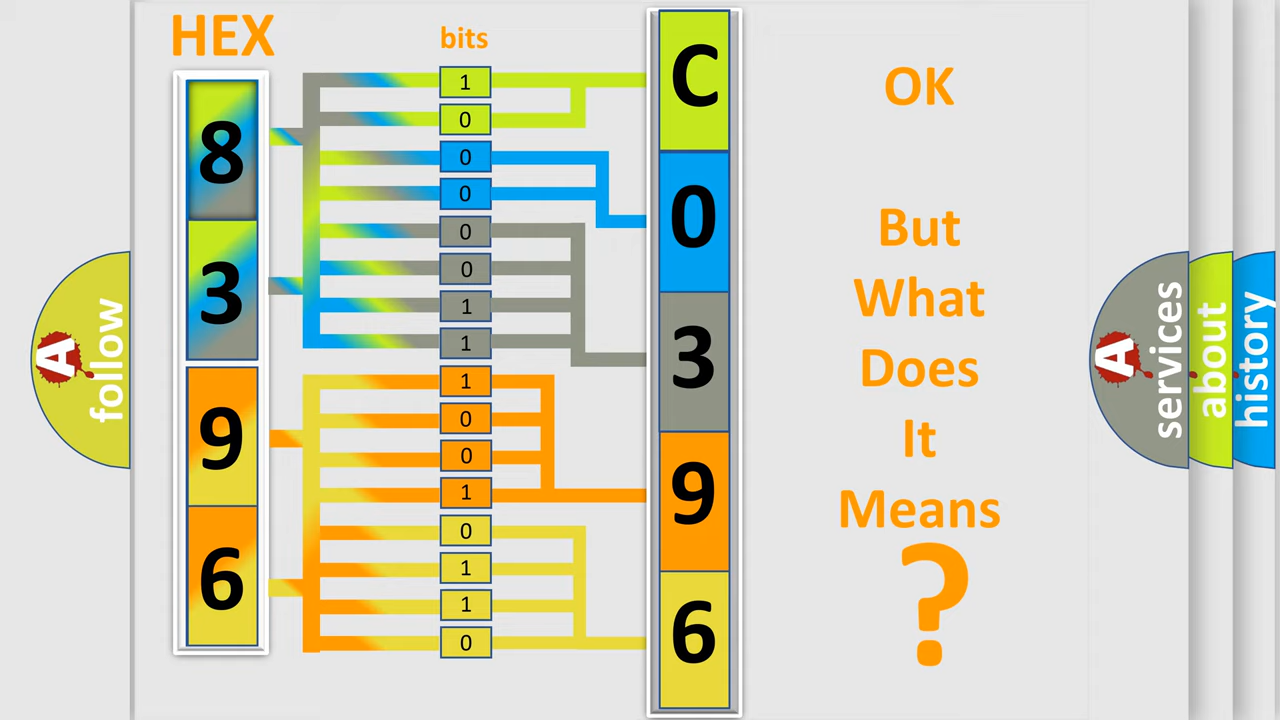 HEX
bits
8
3
9
6
1
0
0
0
0
0
1
1
1
0
0
1
0
1
1
0
C
0
3
9
6
OK
But
What
Does
It
Means
?
A
follow
A
services
about
history